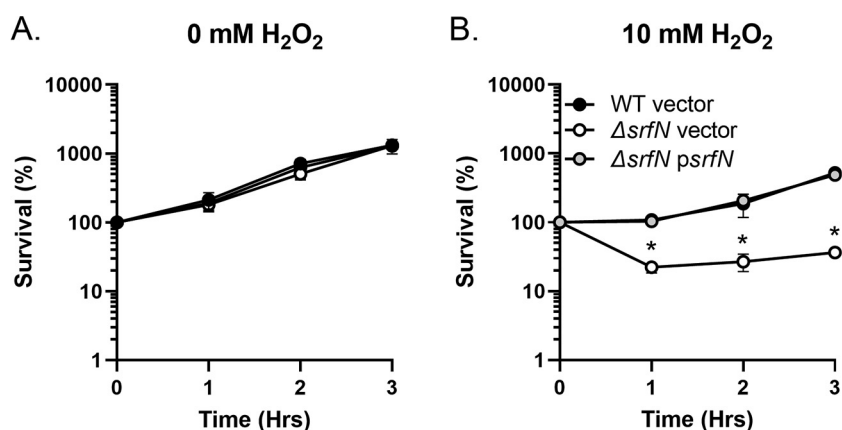 A.
0 mM H₂O₂
10000
1000
100
10
1
Survival (%)
0 1 2 3
Time (Hrs)
B.
10 mM H₂O₂
10000
1000
100
10
1
Survival (%)
WT vector
ΔsrfN vector
ΔsrfN psrfN
* * *
0 1 2 3
Time (Hrs)